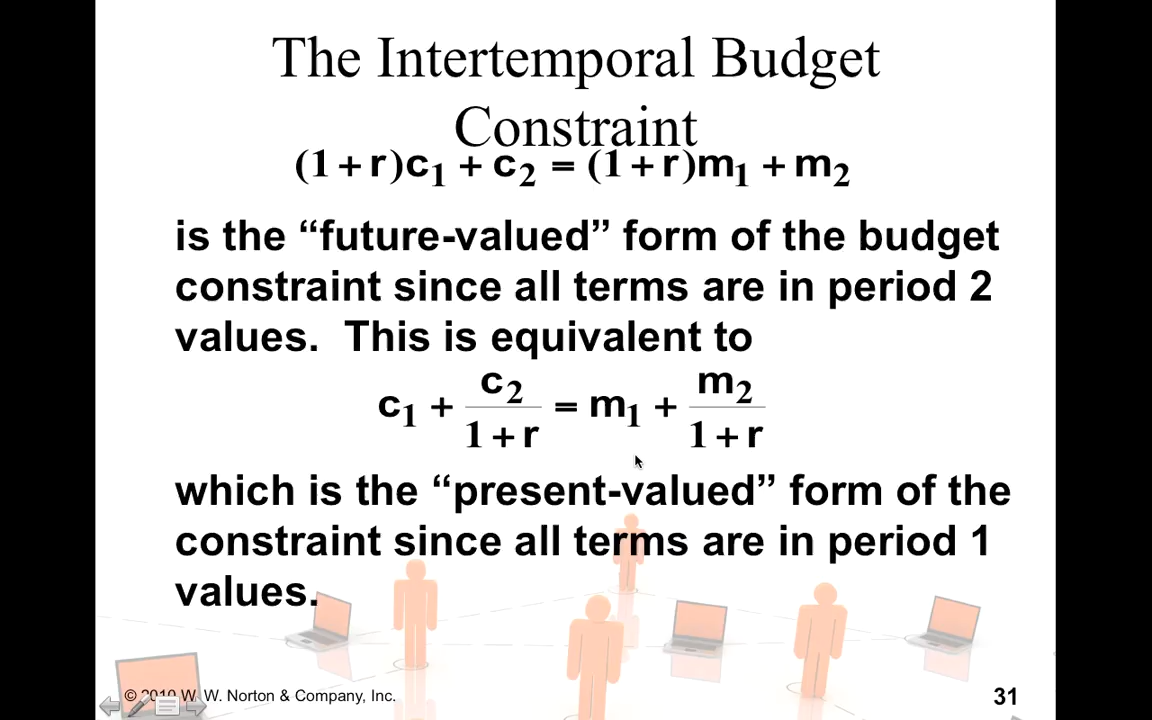 The Intertemporal Budget
Constraint
(1 + r)c₁ + c₂ = (1 + r)m₁ + m₂
is the “future-valued” form of the budget
constraint since all terms are in period 2
values.  This is equivalent to
c₁ + c₂/(1 + r) = m₁ + m₂/(1 + r)
which is the “present-valued” form of the
constraint since all terms are in period 1
values.
© 2010 W. W. Norton & Company, Inc.
31